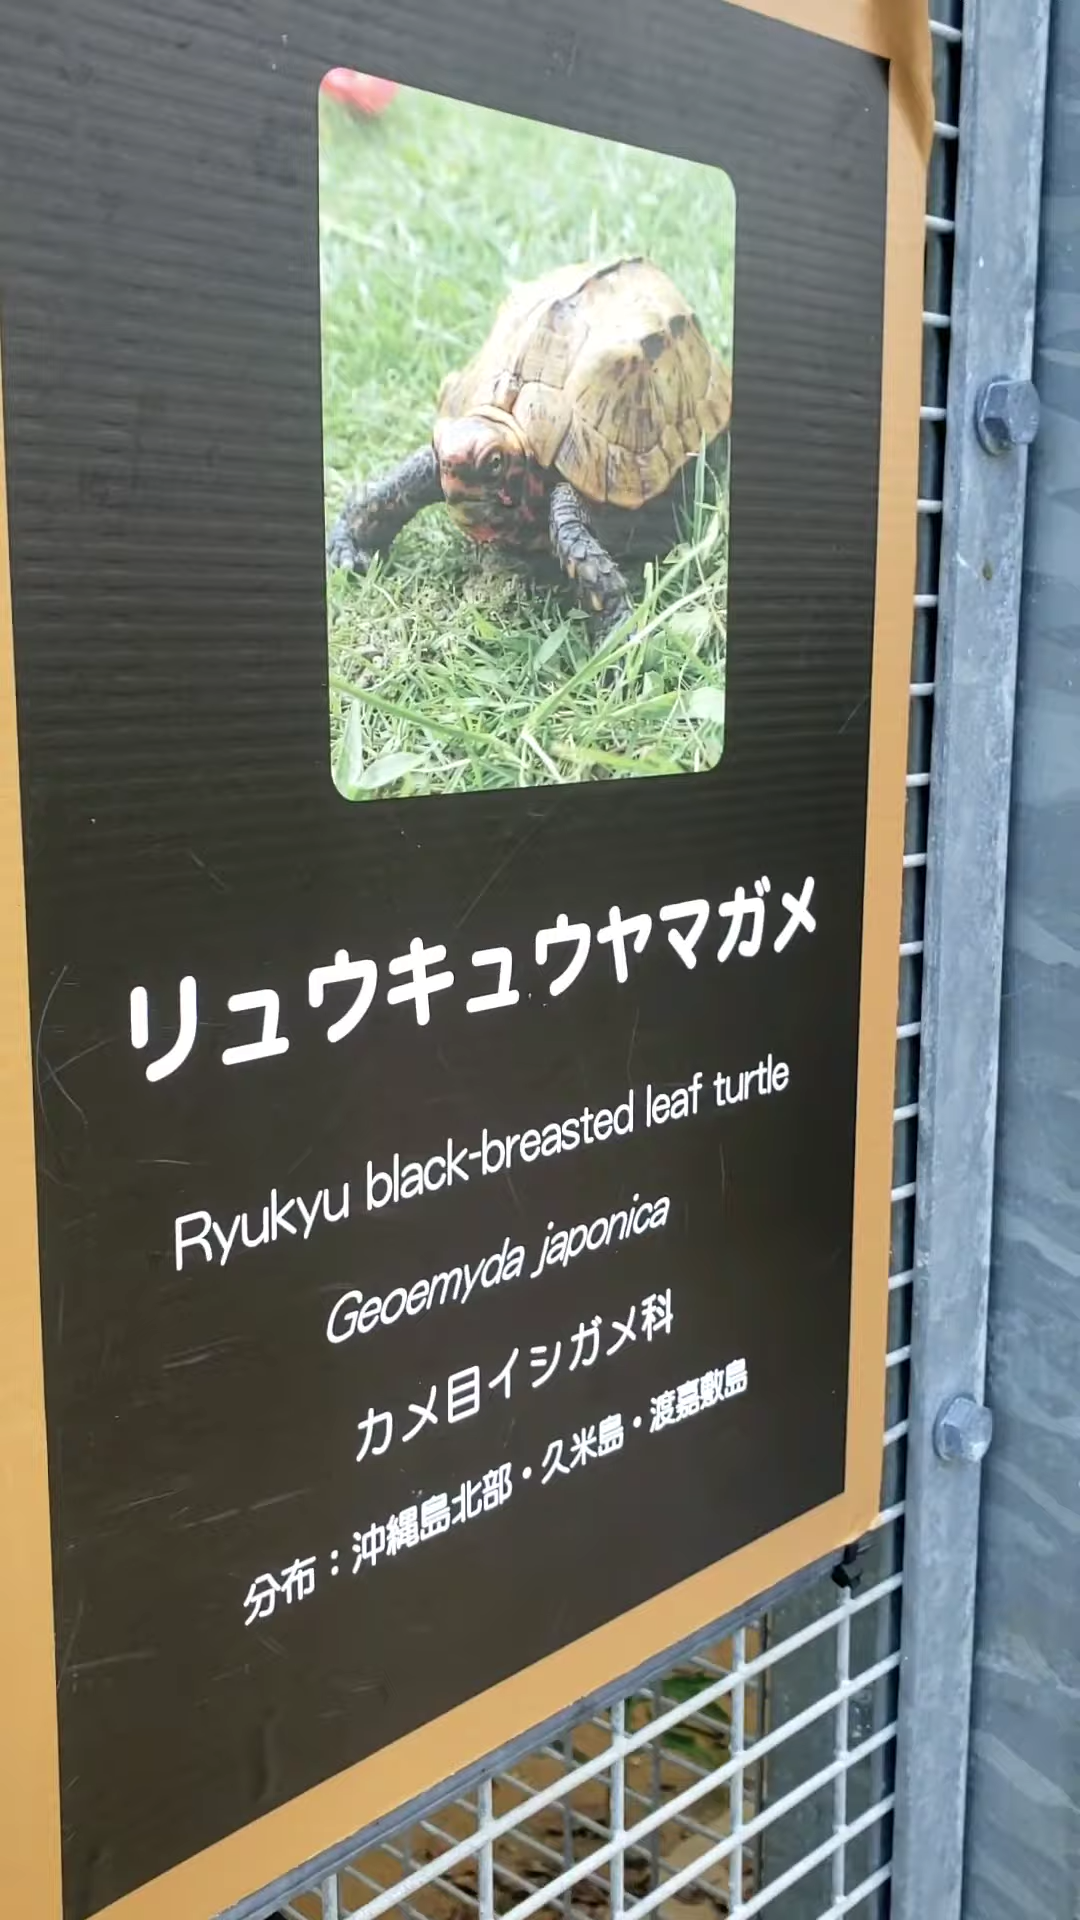 リュウキュウヤマガメ
Ryukyu black-breasted leaf turtle
Geoemyda japonica
カメ目イシガメ科
分布：沖縄島北部・久米島・渡嘉敷島